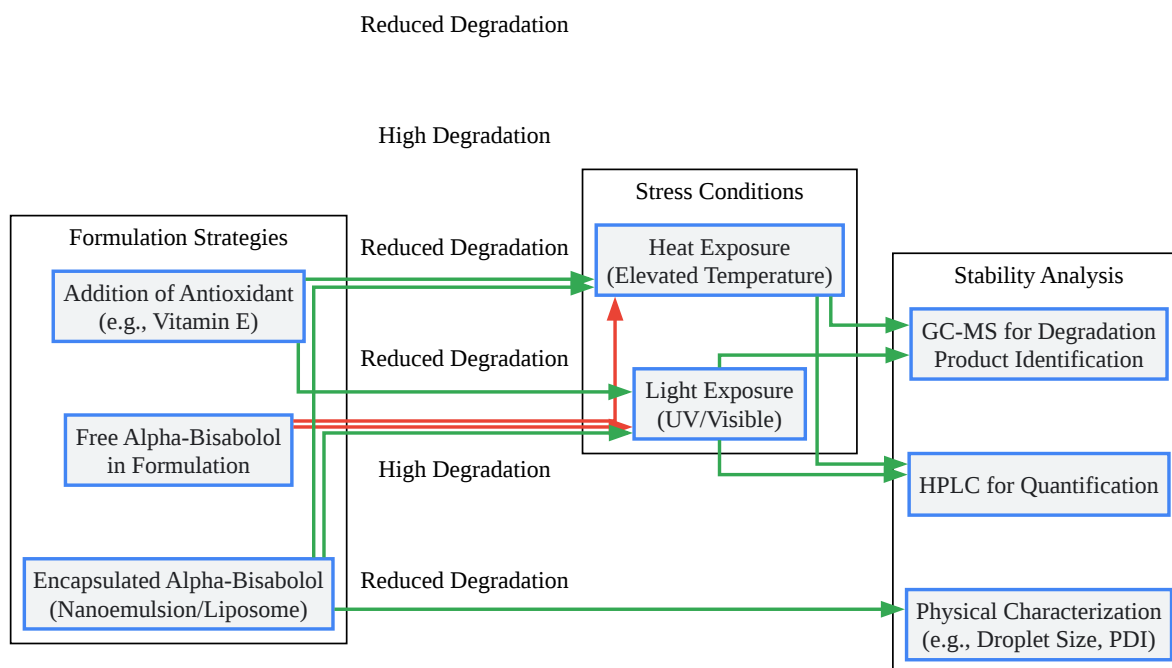 Reduced Degradation
High Degradation
Formulation Strategies
Addition of Antioxidant
(e.g., Vitamin E)
Free Alpha-Bisabolol
in Formulation
Encapsulated Alpha-Bisabolol
(Nanoemulsion/Liposome)
Reduced Degradation
Reduced Degradation
High Degradation
Reduced Degradation
Stress Conditions
Heat Exposure
(Elevated Temperature)
Light Exposure
(UV/Visible)
Stability Analysis
GC-MS for Degradation
Product Identification
HPLC for Quantification
Physical Characterization
(e.g., Droplet Size, PDI)